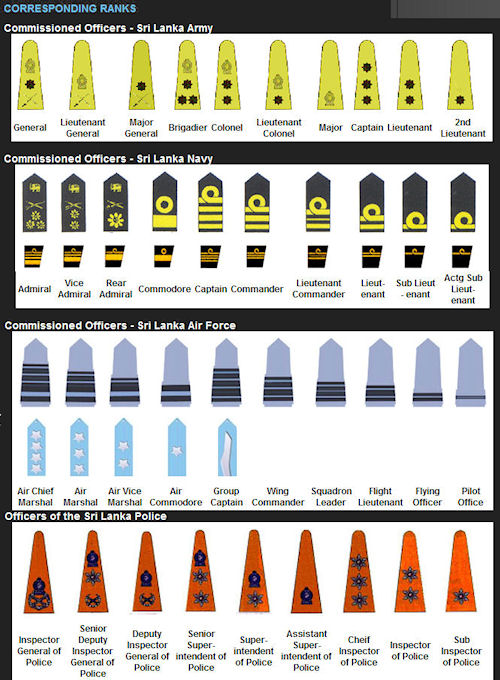 CORRESPONDING RANKS
Commissioned Officers - Sri Lanka Army
General Lieutenant General Major General Brigadier Colonel Lieutenant Colonel Major Captain Lieutenant 2nd Lieutenant
Commissioned Officers - Sri Lanka Navy
Admiral Vice Admiral Rear Admiral Commodore Captain Commander Lieutenant Commander Lieut- enant Sub Lieut - enant Actg Sub Lieut- enant
Commissioned Officers - Sri Lanka Air Force
Air Chief Marshal Air Marshal Air Vice Marshal Air Commodore Group Captain Wing Commander Squadron Leader Flight Lieutenant Flying Officer Pilot Office
Officers of the Sri Lanka Police
Inspector General of Police Senior Deputy Inspector General of Police Deputy Inspector General of Police Senior Super- intendent of Police Super- intendent of Police Assistant Super- intendent of Police Cheif Inspector of Police Inspector of Police Sub Inspector of Police